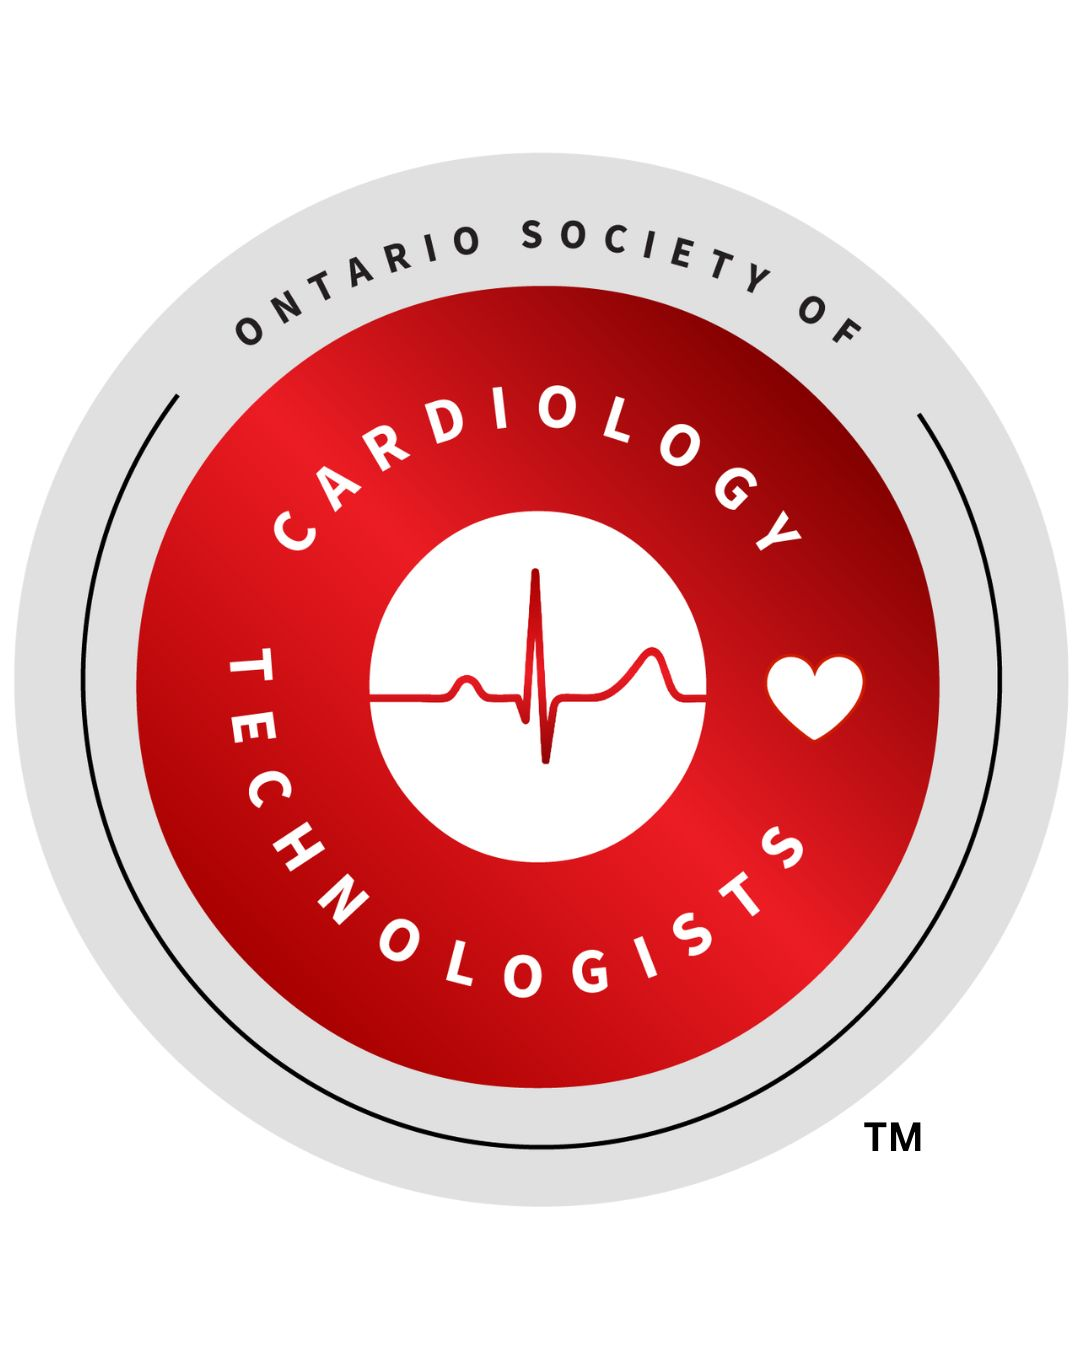 ONTARIO SOCIETY OF
CARDIOLOGY
TECHNOLOGISTS
TM